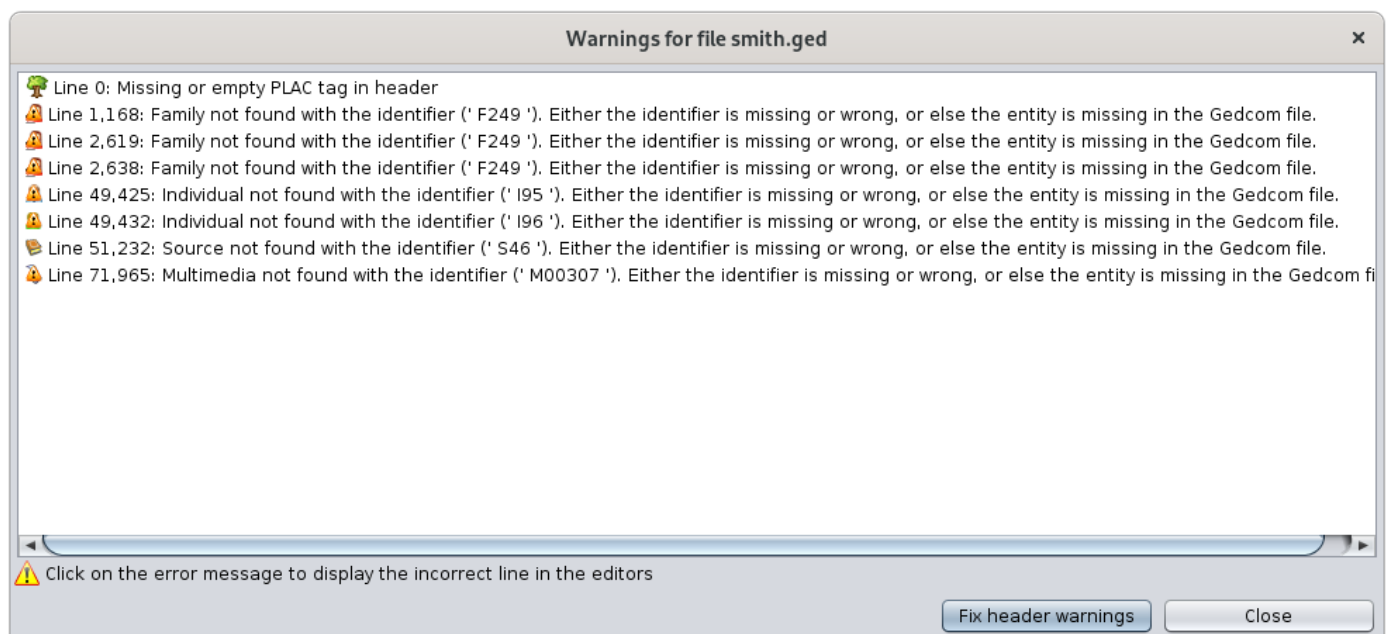 Warnings for file smith.ged
Line 0: Missing or empty PLAC tag in header
Line 1,168: Family not found with the identifier (' F249 '). Either the identifier is missing or wrong, or else the entity is missing in the Gedcom file.
Line 2,619: Family not found with the identifier (' F249 '). Either the identifier is missing or wrong, or else the entity is missing in the Gedcom file.
Line 2,638: Family not found with the identifier (' F249 '). Either the identifier is missing or wrong, or else the entity is missing in the Gedcom file.
Line 49,425: Individual not found with the identifier (' I95 '). Either the identifier is missing or wrong, or else the entity is missing in the Gedcom file.
Line 49,432: Individual not found with the identifier (' I96 '). Either the identifier is missing or wrong, or else the entity is missing in the Gedcom file.
Line 51,232: Source not found with the identifier (' S46 '). Either the identifier is missing or wrong, or else the entity is missing in the Gedcom file.
Line 71,965: Multimedia not found with the identifier (' M00307 '). Either the identifier is missing or wrong, or else the entity is missing in the Gedcom fi
Click on the error message to display the incorrect line in the editors
Fix header warnings
Close